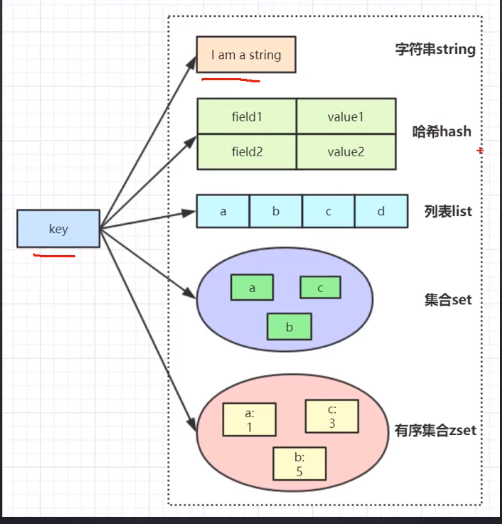 I am a string
字符串string
field1 value1
哈希hash
field2 value2
a b c d
列表list
key
a c
集合set
b
a:
1
c:
3
有序集合zset
b:
5